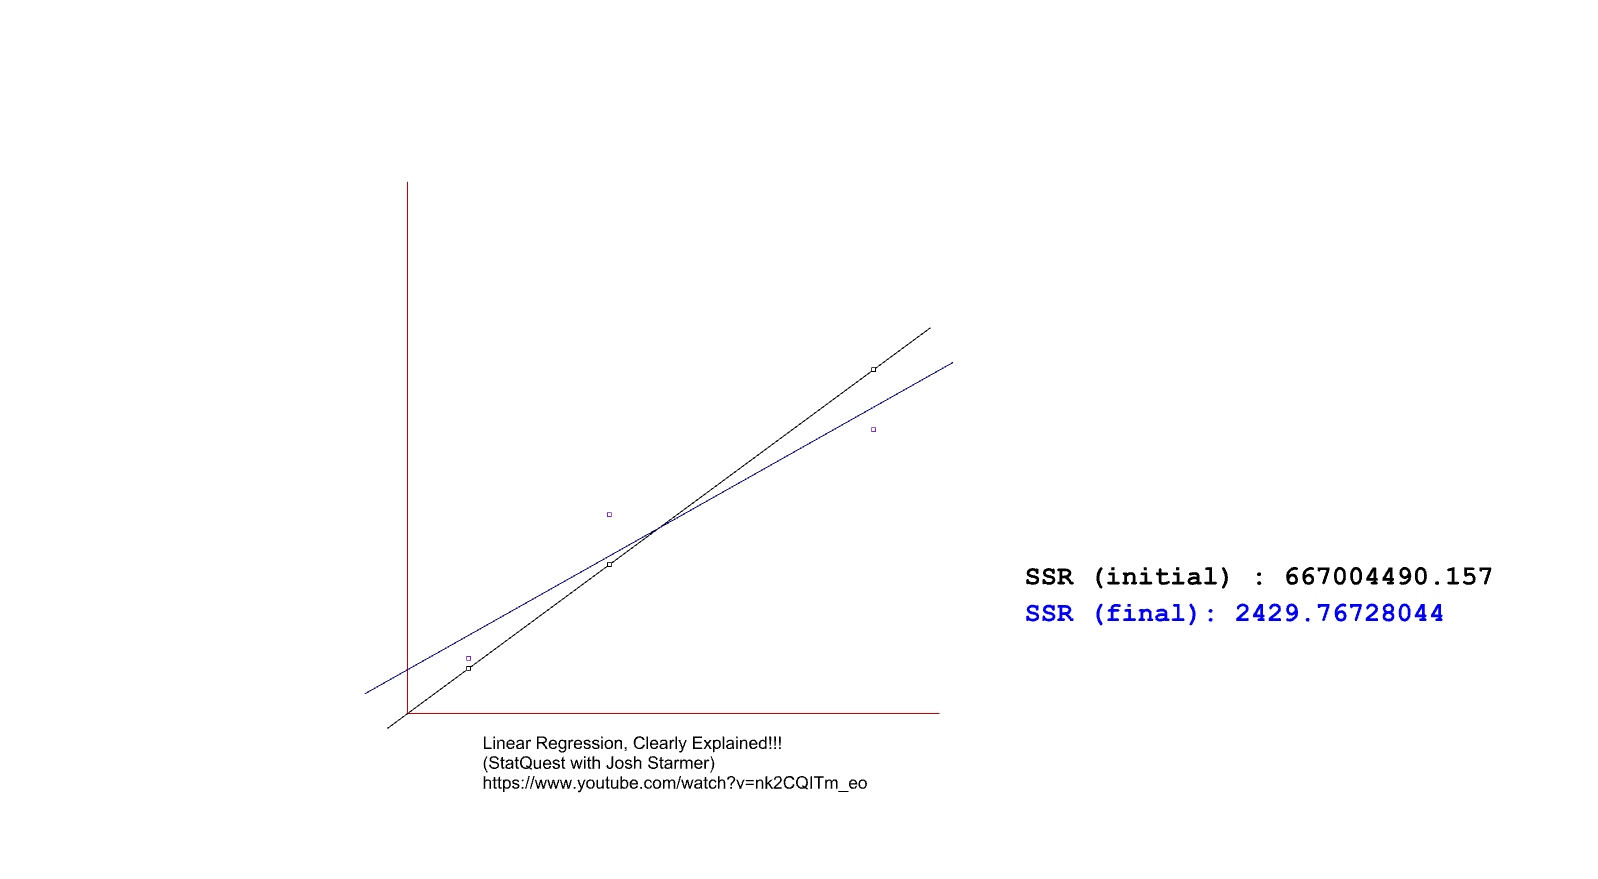 SSR (initial) : 667004490.157
SSR (final): 2429.76728044
Linear Regression, Clearly Explained!!!
(StatQuest with Josh Starmer)
https://www.youtube.com/watch?v=nk2CQITm_eo